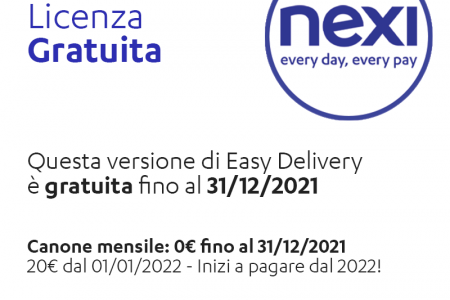 Licenza
Gratuita
nexi
every day, every pay
Questa versione di Easy Delivery
è gratuita fino al 31/12/2021
Canone mensile: 0€ fino al 31/12/2021
20€ dal 01/01/2022 - Inizi a pagare dal 2022!